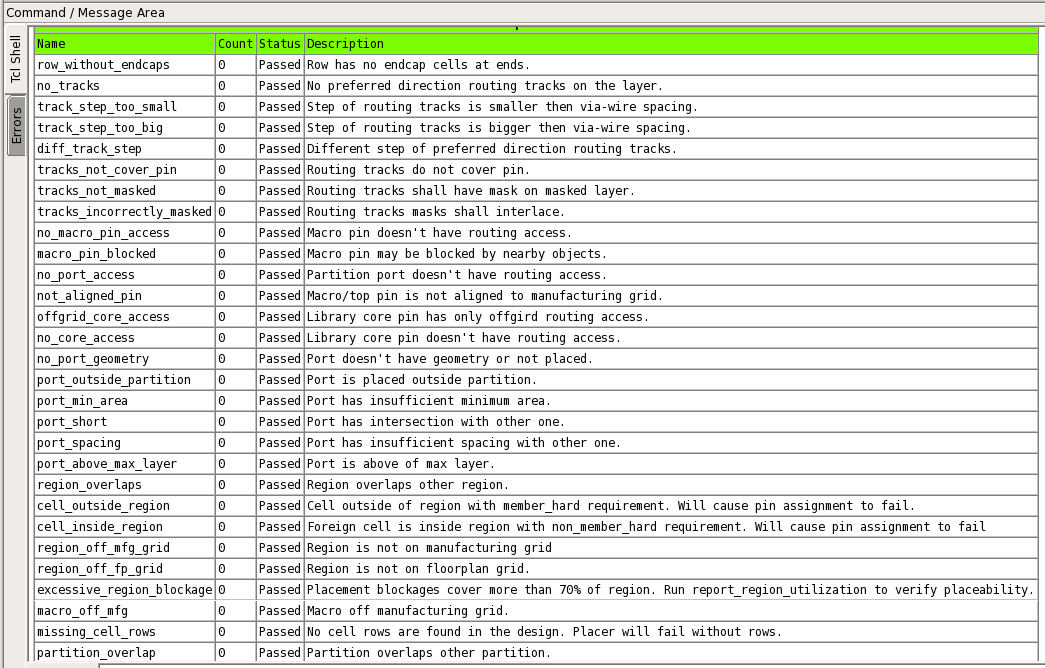 Command / Message Area
Tcl Shell
Errors
Name Count Status Description
row_without_endcaps 0 Passed Row has no endcap cells at ends.
no_tracks 0 Passed No preferred direction routing tracks on the layer.
track_step_too_small 0 Passed Step of routing tracks is smaller then via-wire spacing.
track_step_too_big 0 Passed Step of routing tracks is bigger then via-wire spacing.
diff_track_step 0 Passed Different step of preferred direction routing tracks.
tracks_not_cover_pin 0 Passed Routing tracks do not cover pin.
tracks_not_masked 0 Passed Routing tracks shall have mask on masked layer.
tracks_incorrectly_masked 0 Passed Routing tracks masks shall interlace.
no_macro_pin_access 0 Passed Macro pin doesn't have routing access.
macro_pin_blocked 0 Passed Macro pin may be blocked by nearby objects.
no_port_access 0 Passed Partition port doesn't have routing access.
not_aligned_pin 0 Passed Macro/top pin is not aligned to manufacturing grid.
offgrid_core_access 0 Passed Library core pin has only offgird routing access.
no_core_access 0 Passed Library core pin doesn't have routing access.
no_port_geometry 0 Passed Port doesn't have geometry or not placed.
port_outside_partition 0 Passed Port is placed outside partition.
port_min_area 0 Passed Port has insufficient minimum area.
port_short 0 Passed Port has intersection with other one.
port_spacing 0 Passed Port has insufficient spacing with other one.
port_above_max_layer 0 Passed Port is above of max layer.
region_overlaps 0 Passed Region overlaps other region.
cell_outside_region 0 Passed Cell outside of region with member_hard requirement. Will cause pin assignment to fail.
cell_inside_region 0 Passed Foreign cell is inside region with non_member_hard requirement. Will cause pin assignment to fail
region_off_mfg_grid 0 Passed Region is not on manufacturing grid
region_off_fp_grid 0 Passed Region is not on floorplan grid.
excessive_region_blockage 0 Passed Placement blockages cover more than 70% of region. Run report_region_utilization to verify placeability.
macro_off_mfg 0 Passed Macro off manufacturing grid.
missing_cell_rows 0 Passed No cell rows are found in the design. Placer will fail without rows.
partition_overlap 0 Passed Partition overlaps other partition.